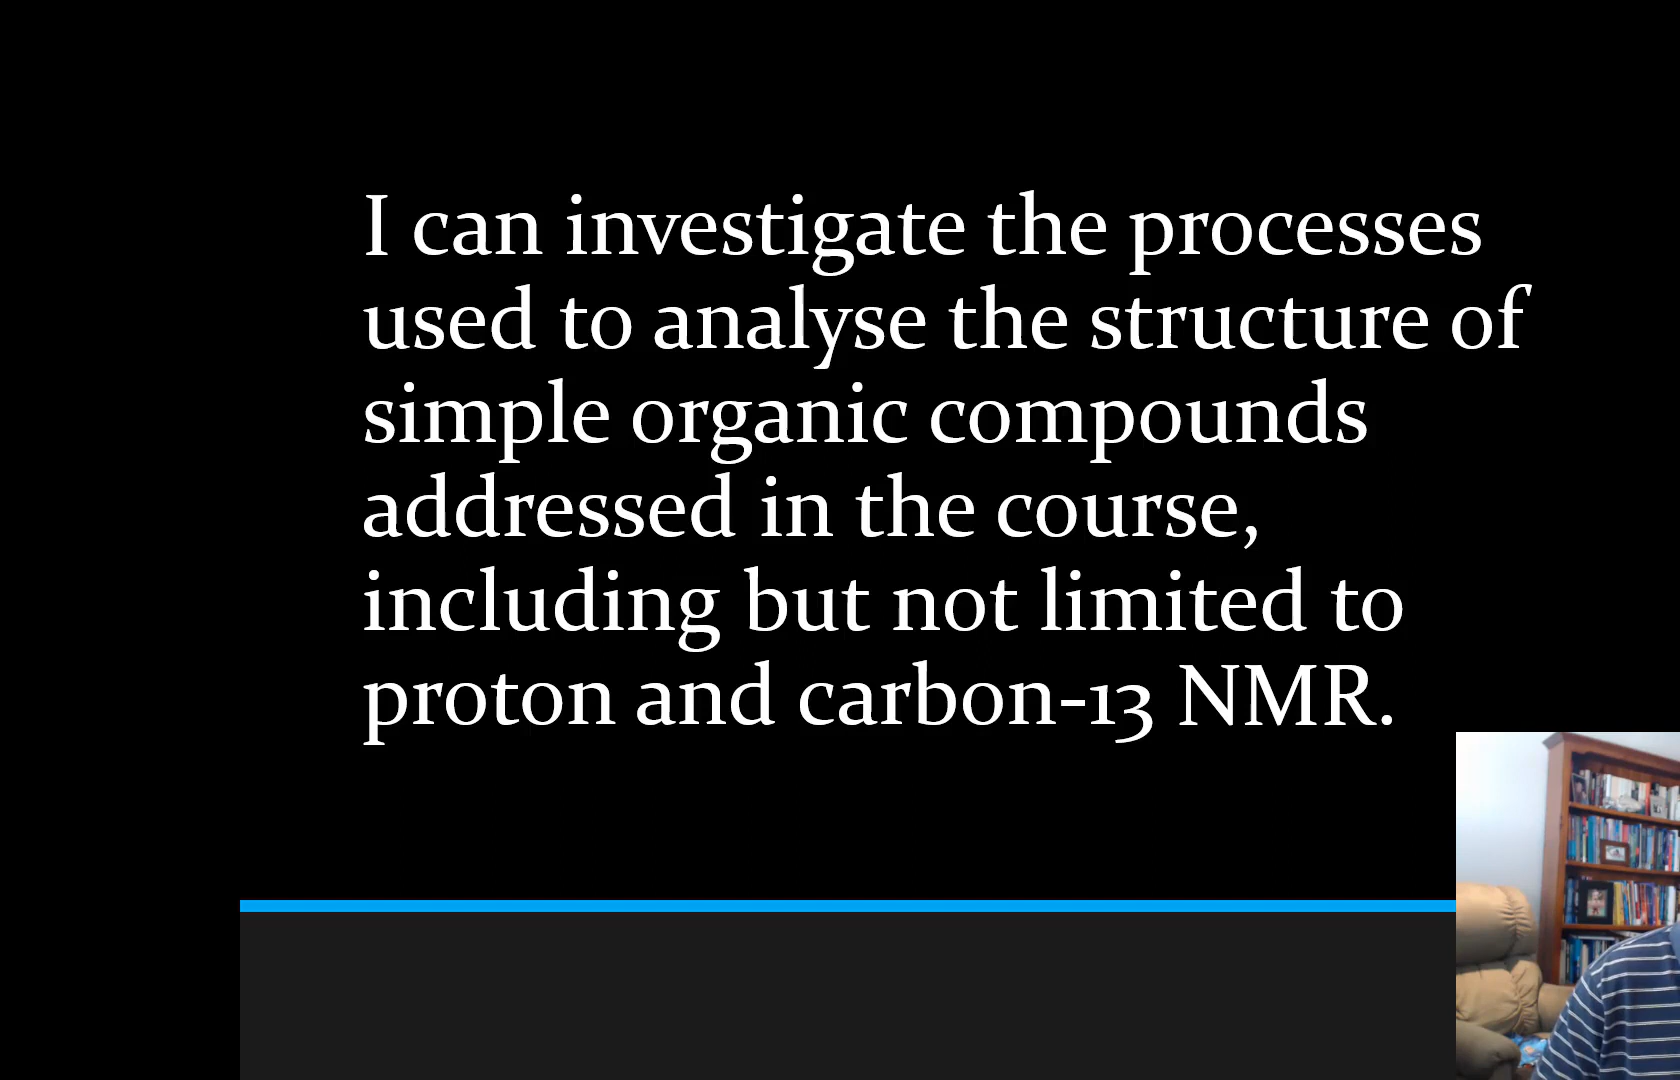 I can investigate the processes
used to analyse the structure of
simple organic compounds
addressed in the course,
including but not limited to
proton and carbon-13 NMR.